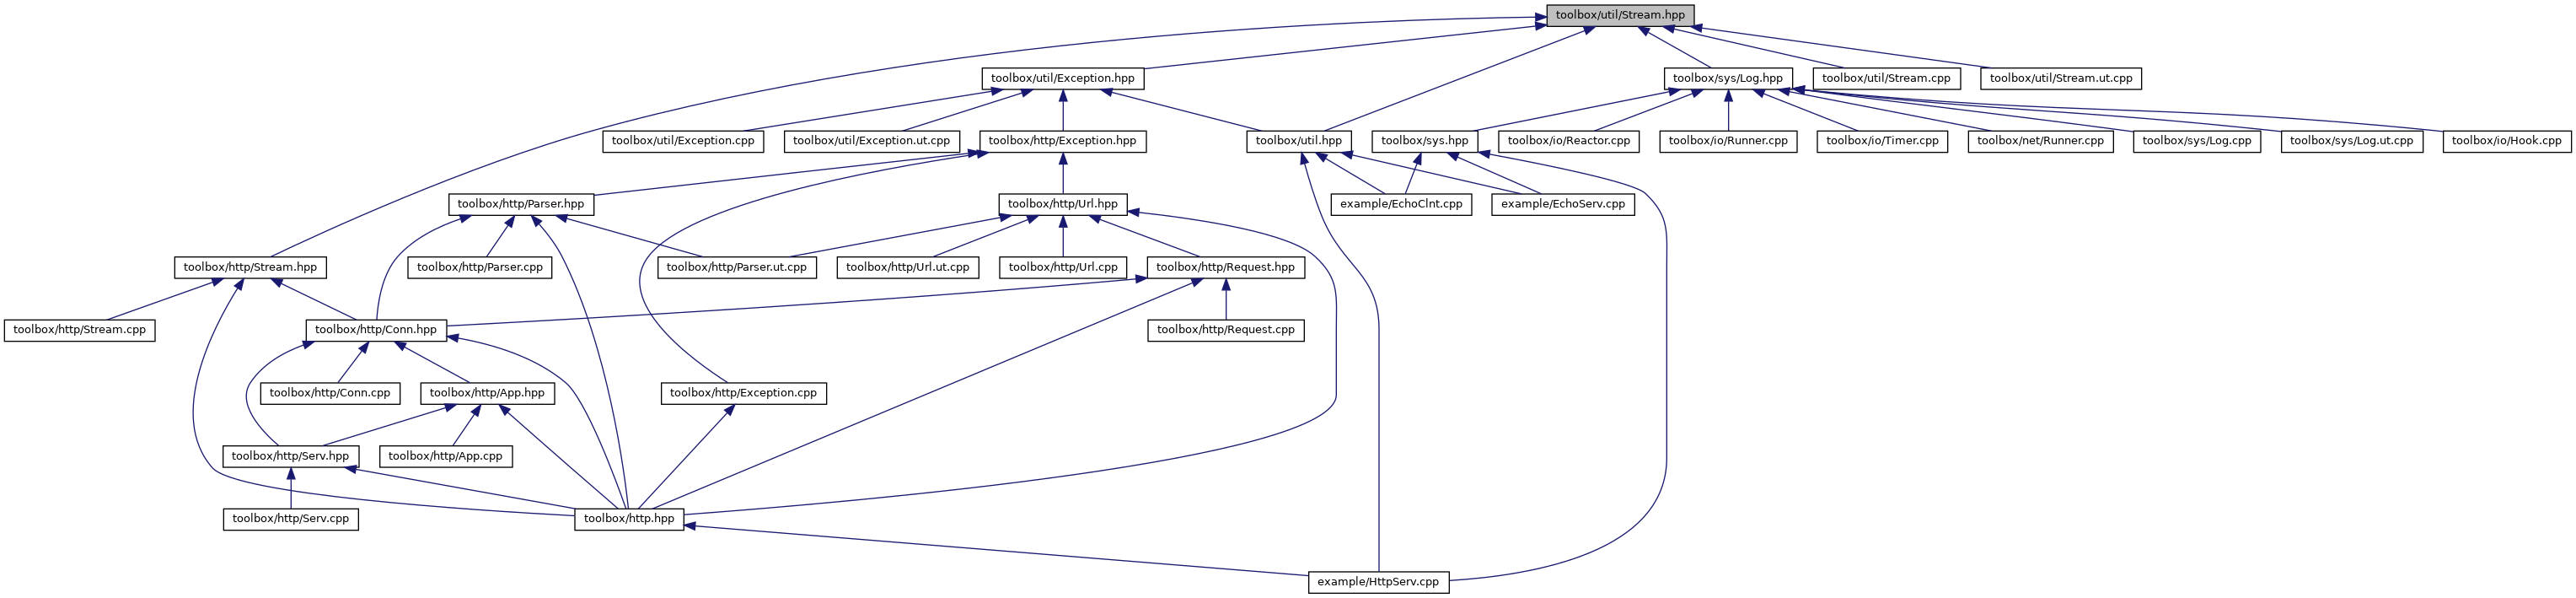 toolbox/util/Stream.hpp
toolbox/util/Exception.hpp
toolbox/sys/Log.hpp
toolbox/util/Stream.cpp
toolbox/util/Stream.ut.cpp
toolbox/util/Exception.cpp
toolbox/util/Exception.ut.cpp
toolbox/http/Exception.hpp
toolbox/util.hpp
toolbox/sys.hpp
toolbox/io/Reactor.cpp
toolbox/io/Runner.cpp
toolbox/io/Timer.cpp
toolbox/net/Runner.cpp
toolbox/sys/Log.cpp
toolbox/sys/Log.ut.cpp
toolbox/io/Hook.cpp
toolbox/http/Parser.hpp
toolbox/http/Url.hpp
example/EchoClnt.cpp
example/EchoServ.cpp
toolbox/http/Stream.hpp
toolbox/http/Parser.cpp
toolbox/http/Parser.ut.cpp
toolbox/http/Url.ut.cpp
toolbox/http/Url.cpp
toolbox/http/Request.hpp
toolbox/http/Stream.cpp
toolbox/http/Conn.hpp
toolbox/http/Request.cpp
toolbox/http/Conn.cpp
toolbox/http/App.hpp
toolbox/http/Exception.cpp
toolbox/http/Serv.hpp
toolbox/http/App.cpp
toolbox/http/Serv.cpp
toolbox/http.hpp
example/HttpServ.cpp